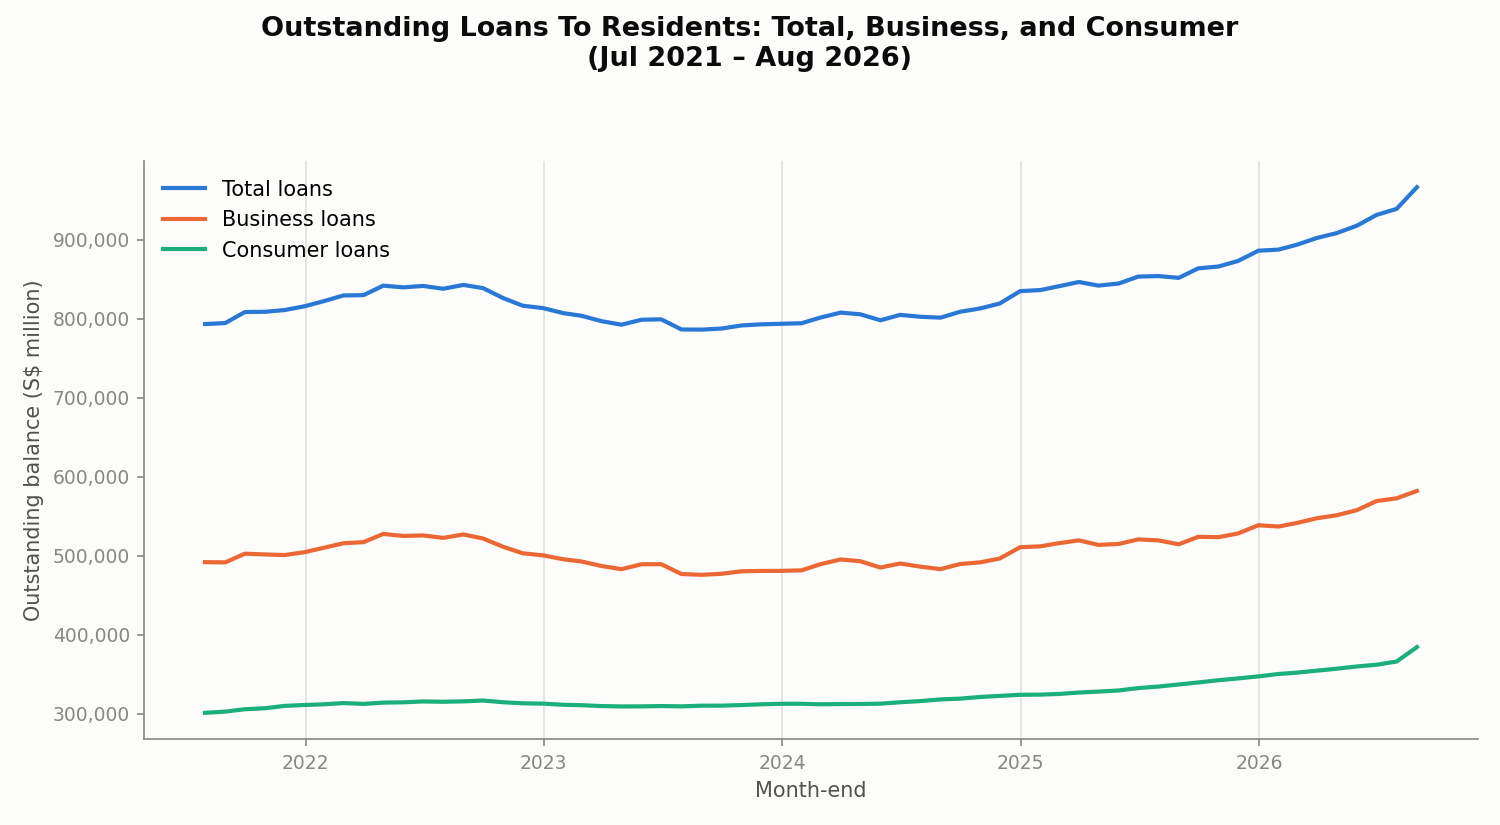 Outstanding Loans To Residents: Total, Business, and Consumer
(Jul 2021 – Aug 2026)
Total loans
Business loans
Consumer loans
Outstanding balance (S$ million)
900,000
800,000
700,000
600,000
500,000
400,000
300,000
2022
2023
2024
2025
2026
Month-end